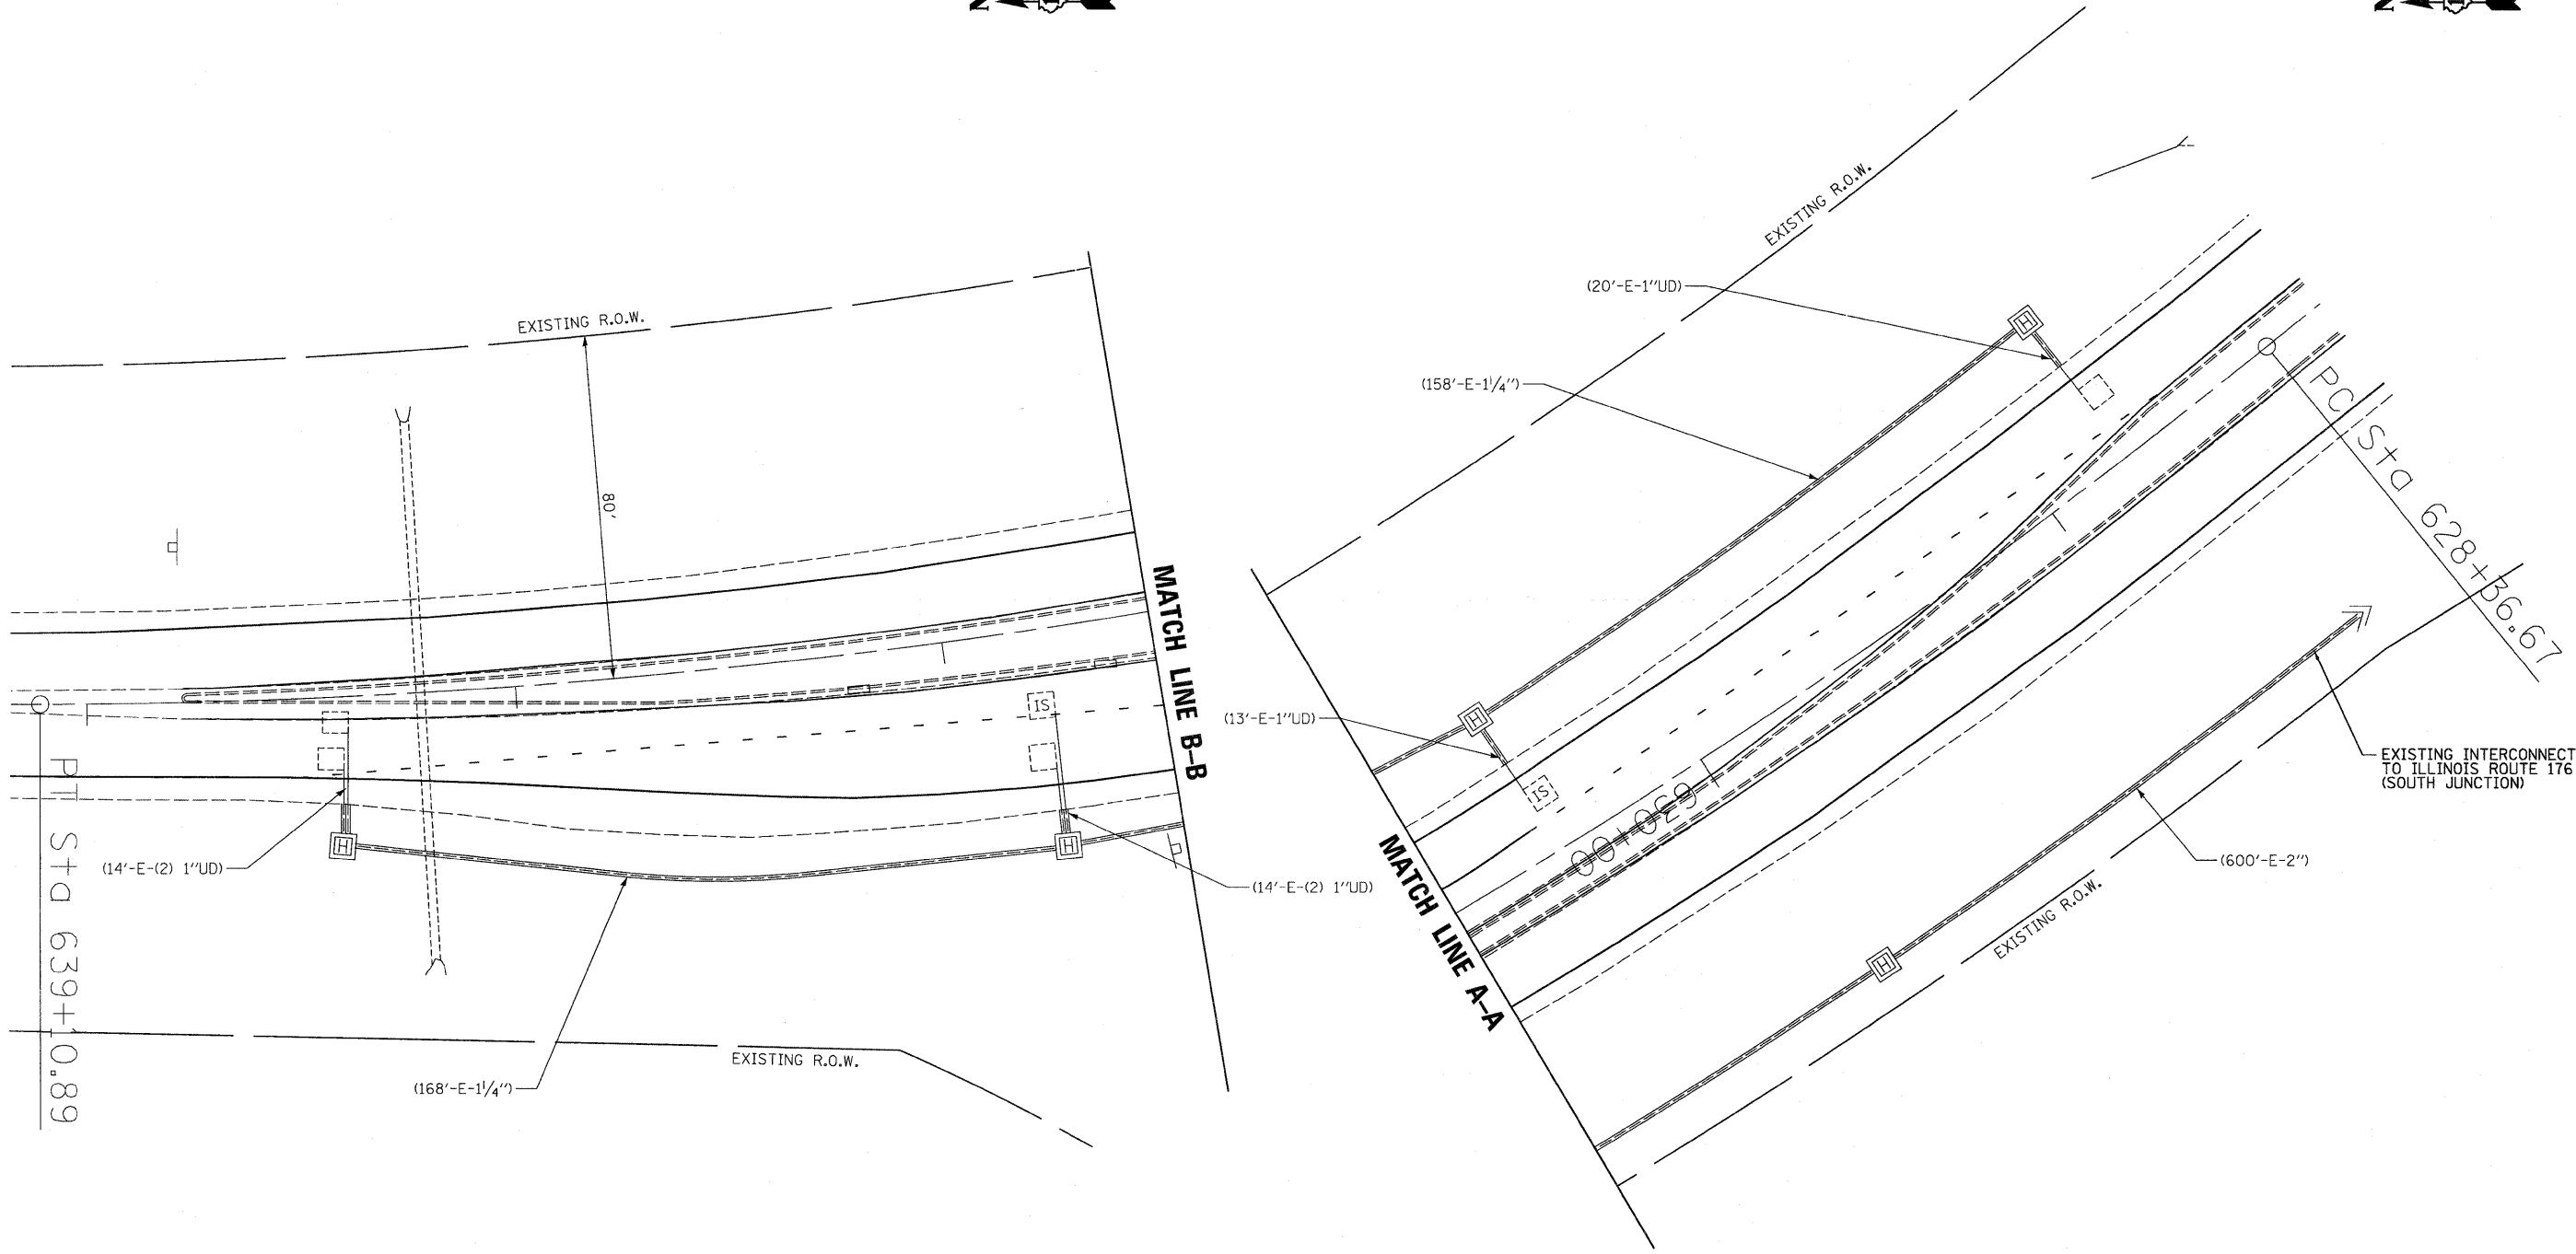 Z
Z
EXISTING R.O.W.
80'
(14'-E-(2) 1"UD)
(168'-E-1 1/4")
EXISTING R.O.W.
PT Sta 639+10.89
IS
H
H
(14'-E-(2) 1"UD)
MATCH LINE B-B
EXISTING R.O.W.
(20'-E-1"UD)
(158'-E-1 1/4")
(13'-E-1"UD)
H
H
IS
630+00
MATCH LINE A-A
H
PC Sta 628+36.67
EXISTING INTERCONNECT
TO ILLINOIS ROUTE 176
(SOUTH JUNCTION)
(600'-E-2")
EXISTING R.O.W.